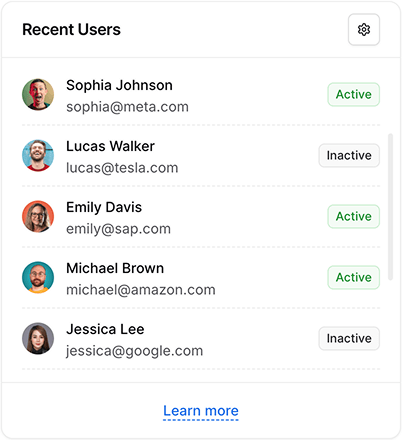 Recent Users
Sophia Johnson
sophia@meta.com
Active
Lucas Walker
lucas@tesla.com
Inactive
Emily Davis
emily@sap.com
Active
Michael Brown
michael@amazon.com
Active
Jessica Lee
jessica@google.com
Inactive
Learn more